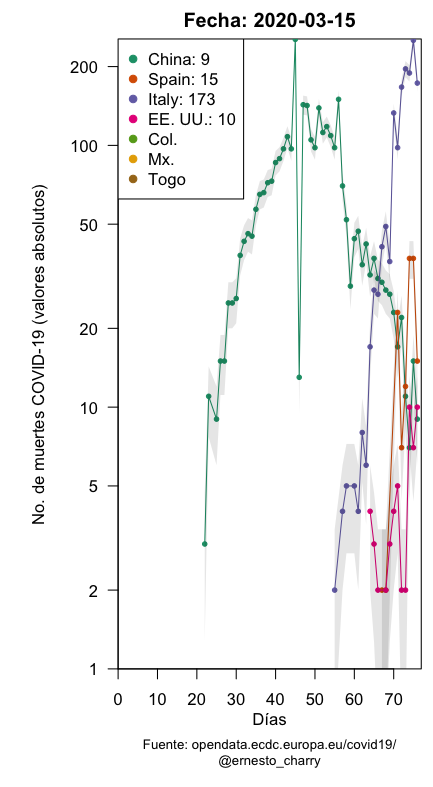 Fecha: 2020-03-15
China: 9
Spain: 15
Italy: 173
EE. UU.: 10
Col.
Mx.
Togo
No. de muertes COVID-19 (valores absolutos)
200
100
50
20
10
5
2
1
0 10 20 30 40 50 60 70
Días
Fuente: opendata.ecdc.europa.eu/covid19/
@ernesto_charry